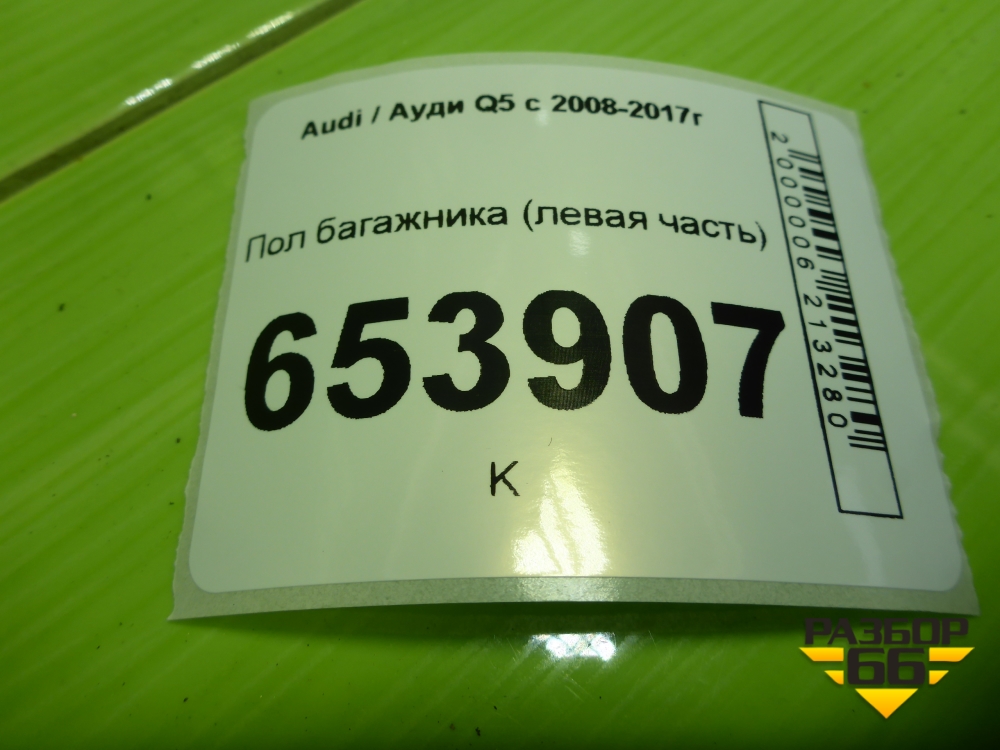 Audi / Ауди Q5 с 2008-2017г
Пол багажника (левая часть)
653907
К
2000006213280
РАЗБОР
66